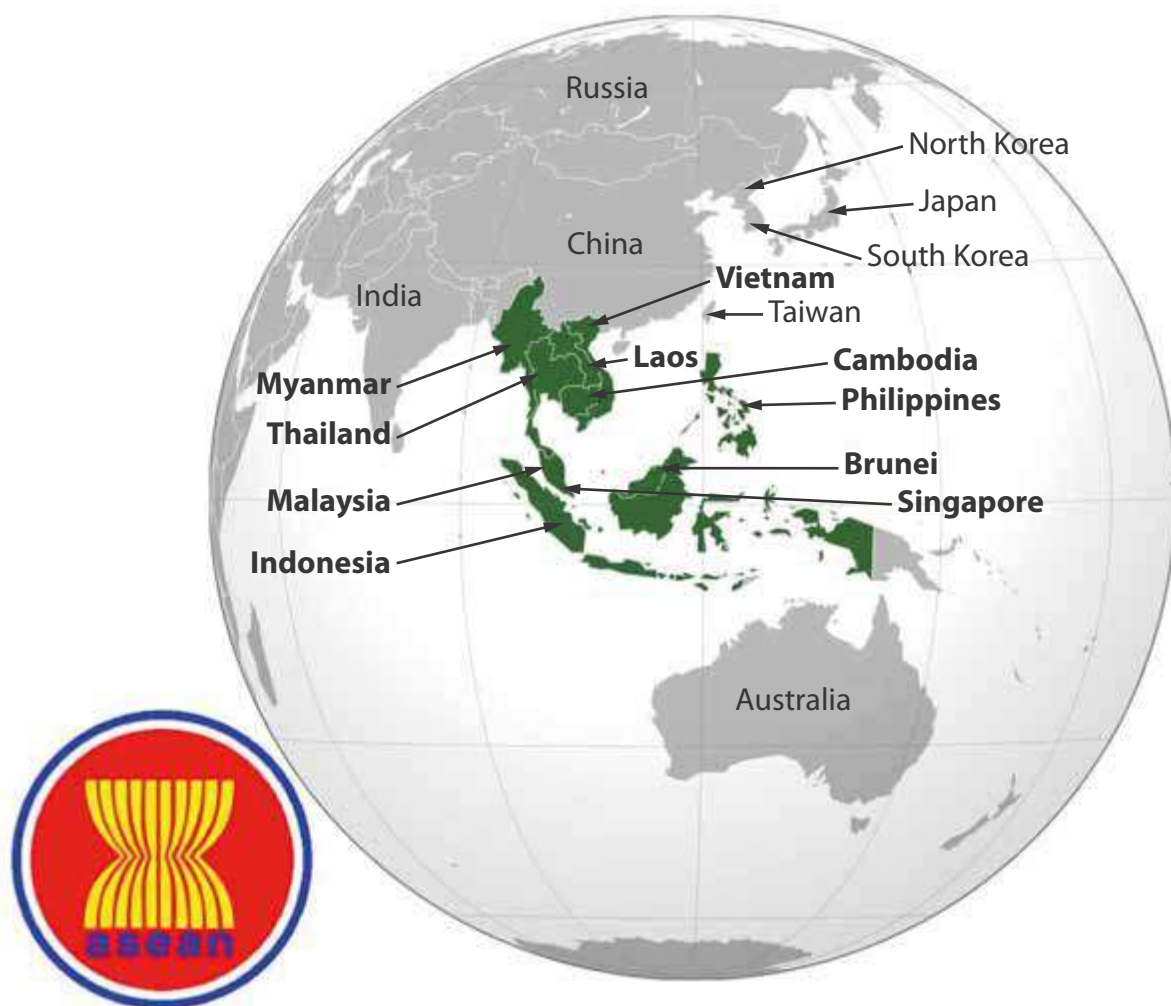 Russia
North Korea
Japan
China
South Korea
Vietnam
India
Taiwan
Laos
Cambodia
Myanmar
Philippines
Thailand
Brunei
Malaysia
Singapore
Indonesia
Australia
asean